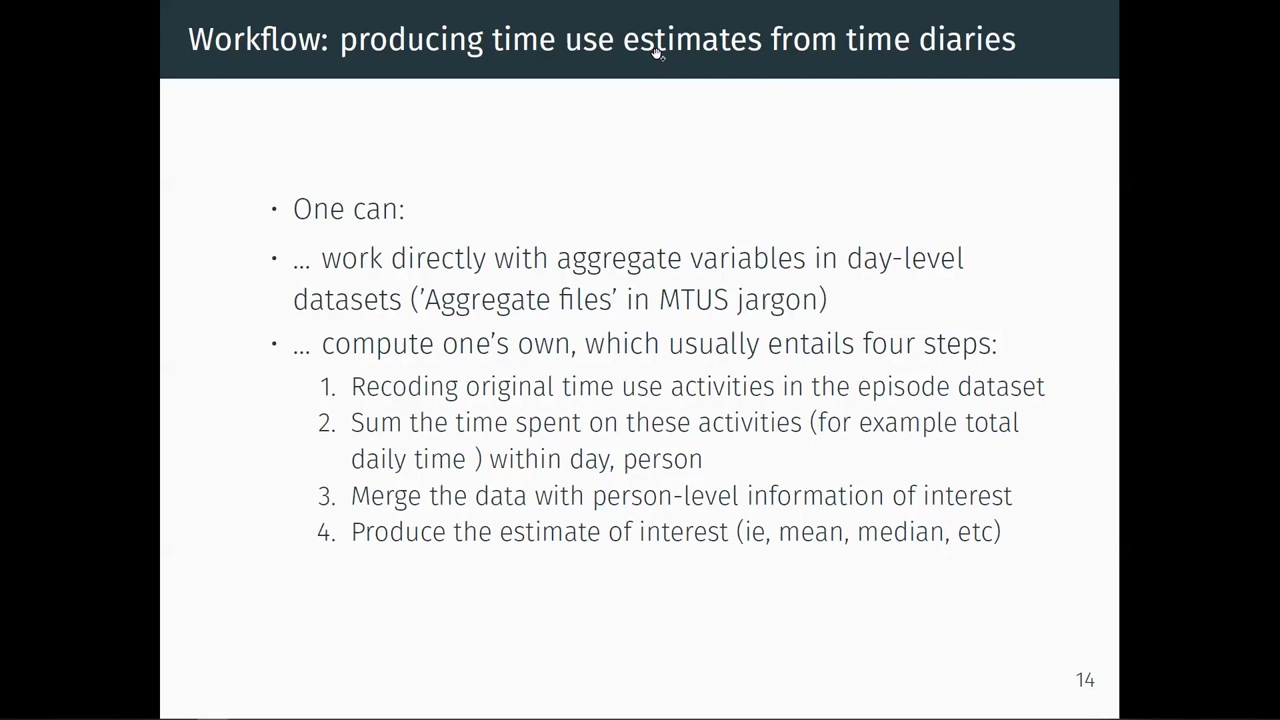 Workflow: producing time use estimates from time diaries
• One can:
• ... work directly with aggregate variables in day-level
datasets ('Aggregate files' in MTUS jargon)
• ... compute one's own, which usually entails four steps:
1. Recoding original time use activities in the episode dataset
2. Sum the time spent on these activities (for example total
daily time ) within day, person
3. Merge the data with person-level information of interest
4. Produce the estimate of interest (ie, mean, median, etc)
14